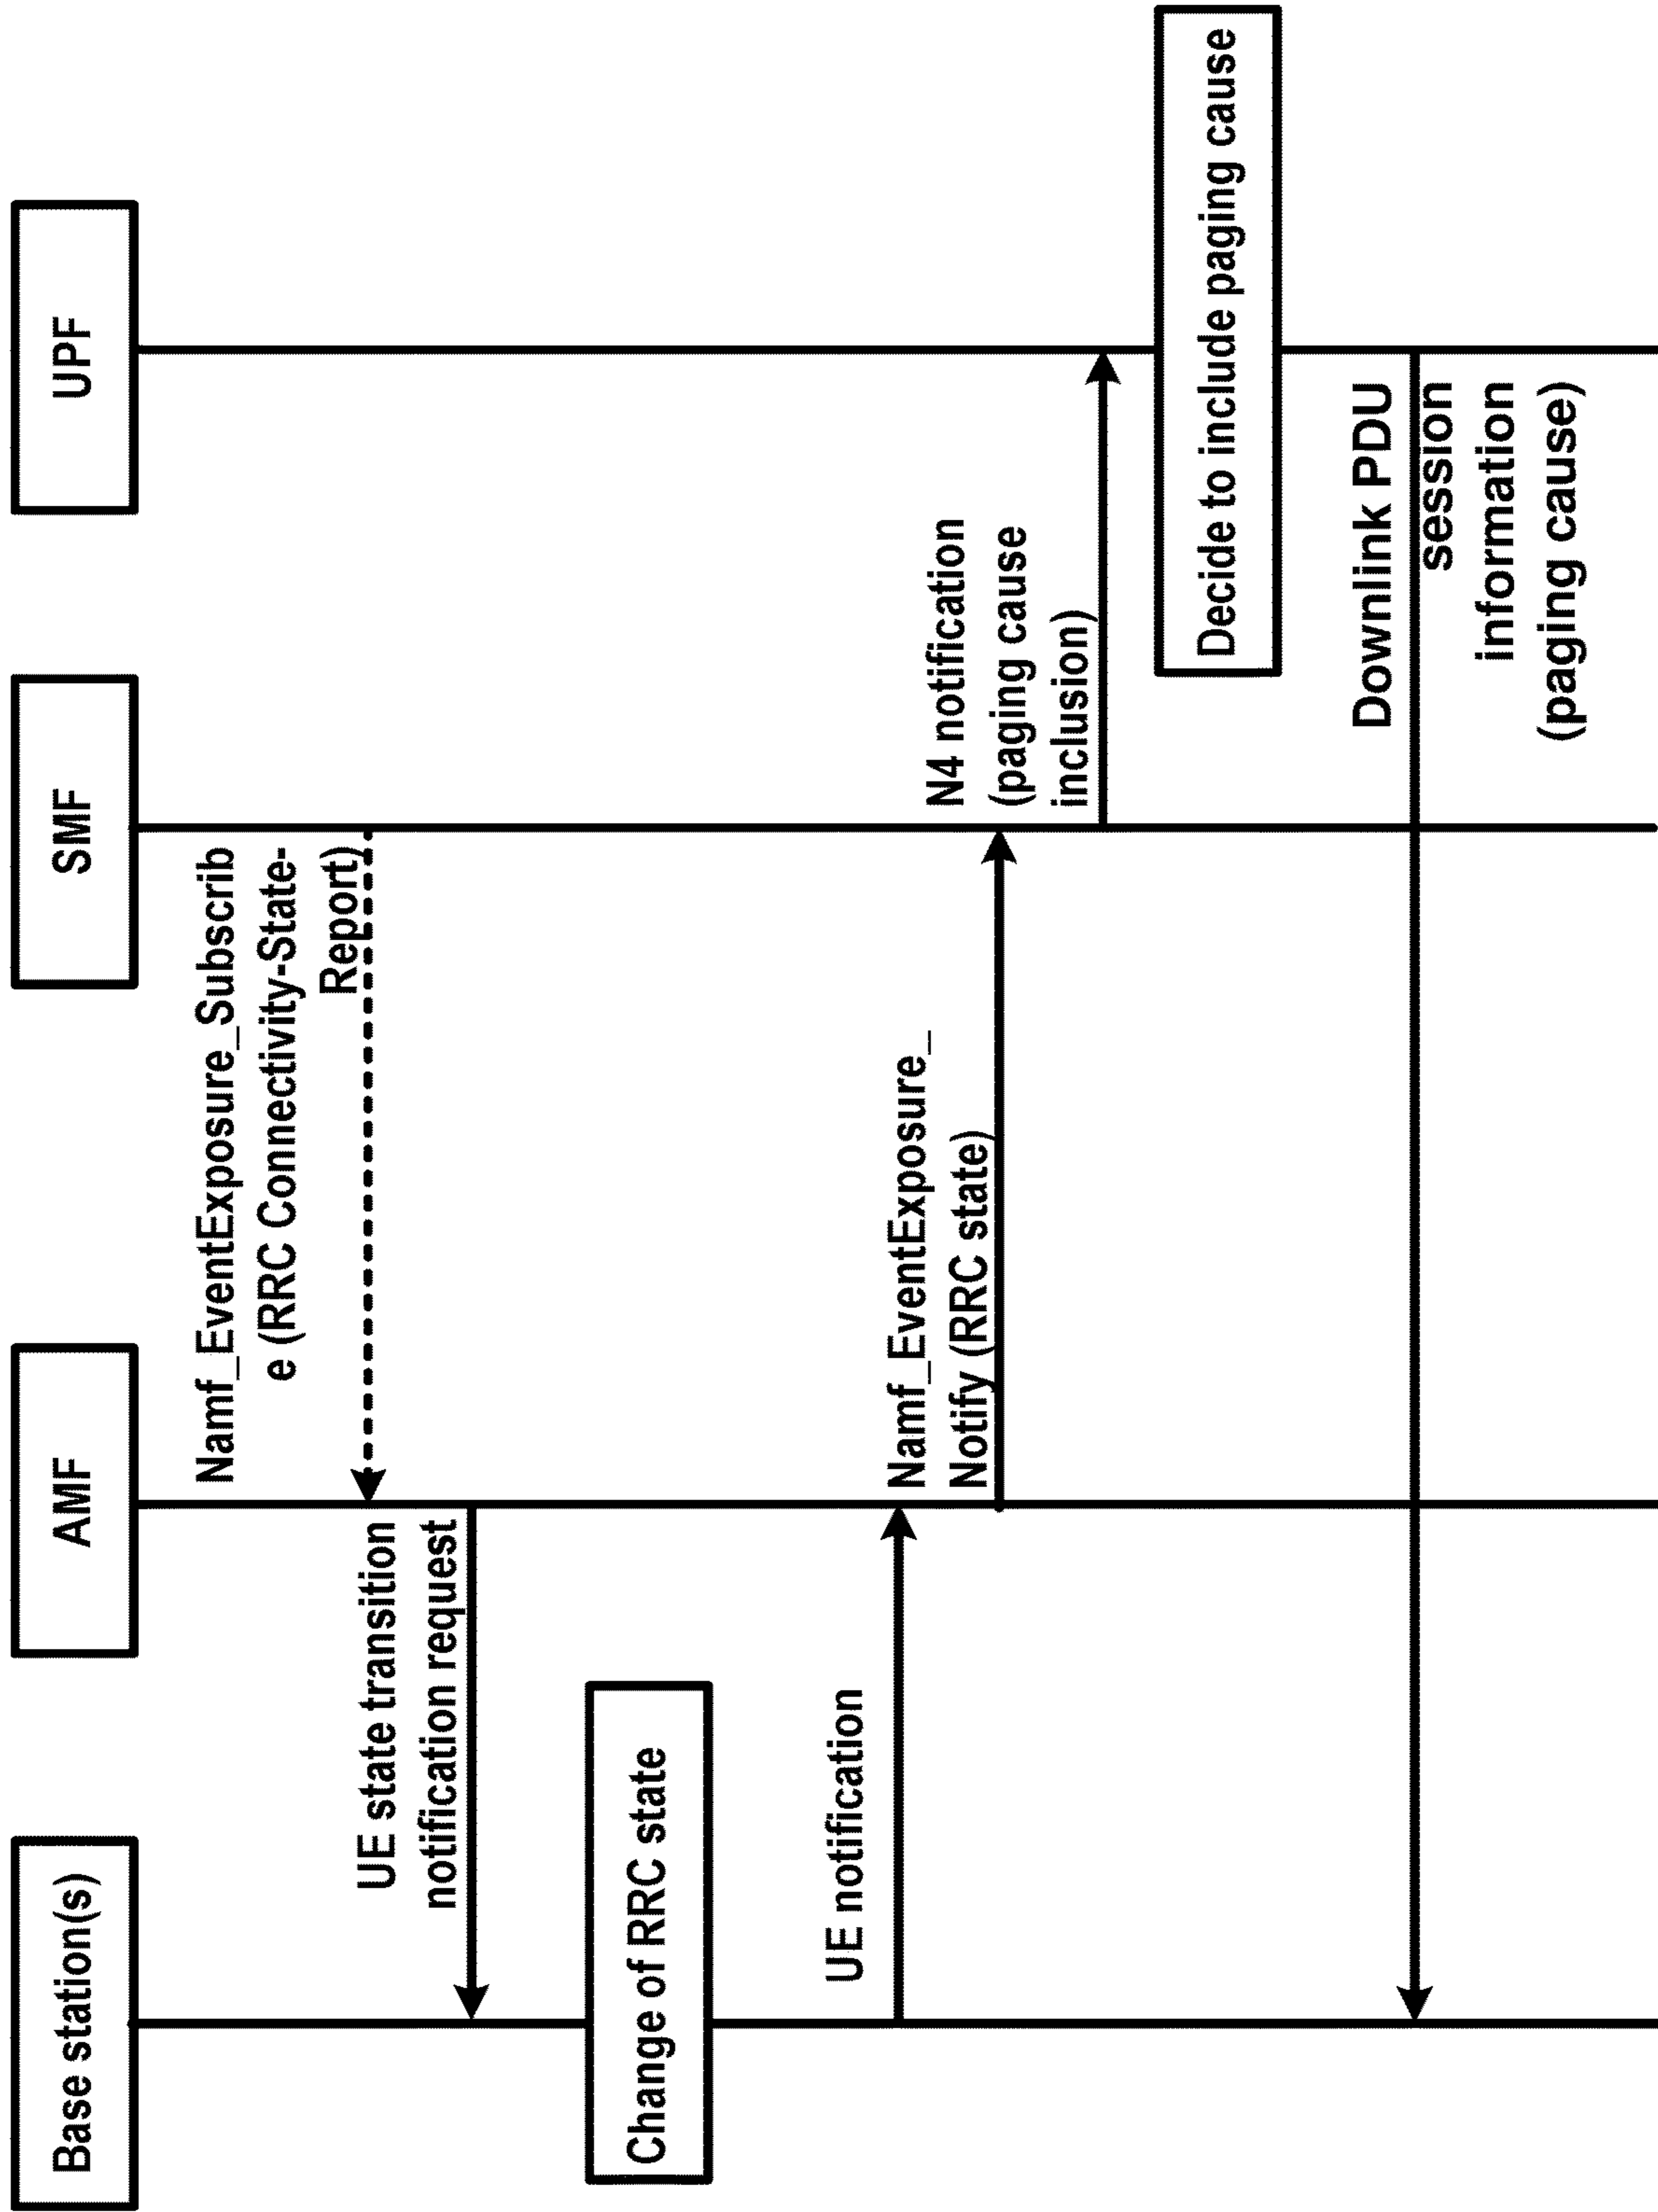 Base station(s)
AMF
SMF
UPF
Namf_EventExposure_Subscrib
e (RRC Connectivity-State-
Report)
UE state transition
notification request
Change of RRC state
UE notification
Namf_EventExposure_
Notify (RRC state)
N4 notification
(paging cause
inclusion)
Decide to include paging cause
Downlink PDU
session
information
(paging cause)